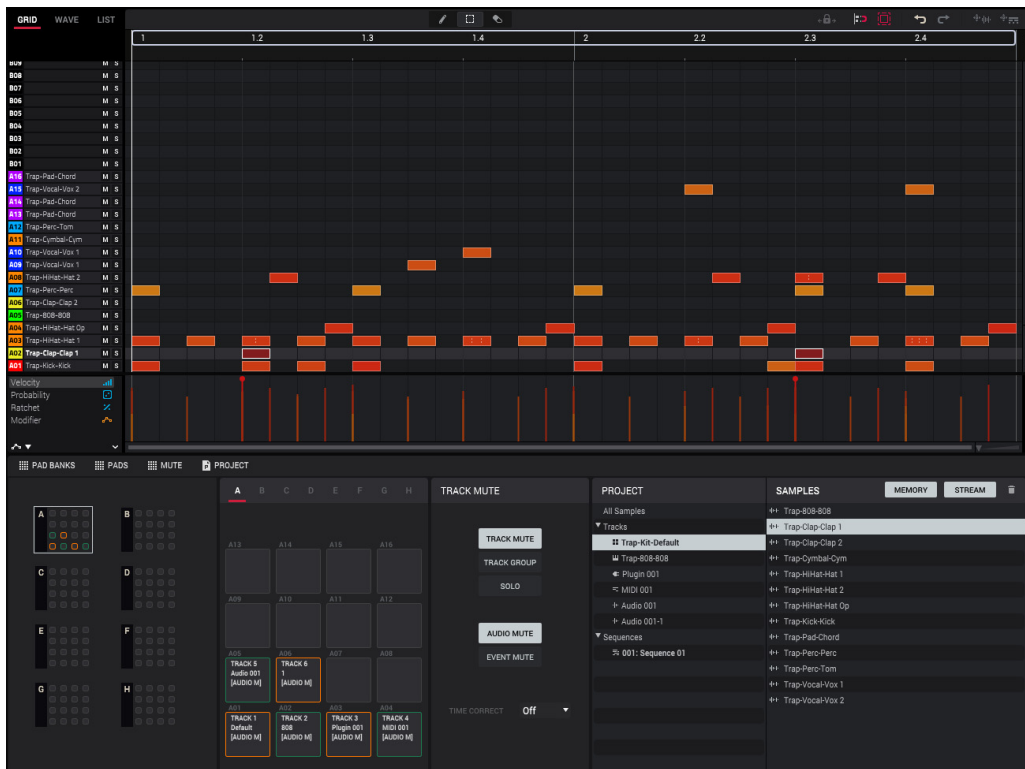 GRID WAVE LIST
1 1.2 1.3 1.4 2 2.2 2.3 2.4
B09 M S
B08 M S
B07 M S
B06 M S
B05 M S
B04 M S
B03 M S
B02 M S
B01 M S
A16 Trap-Pad-Chord M S
A15 Trap-Vocal-Vox 2 M S
A14 Trap-Pad-Chord M S
A13 Trap-Pad-Chord M S
A12 Trap-Perc-Tom M S
A11 Trap-Cymbal-Cym M S
A10 Trap-Vocal-Vox 1 M S
A09 Trap-Vocal-Vox 1 M S
A08 Trap-HiHat-Hat 2 M S
A07 Trap-Perc-Perc M S
A06 Trap-Clap-Clap 2 M S
A05 Trap-808-808 M S
A04 Trap-HiHat-Hat Op M S
A03 Trap-HiHat-Hat 1 M S
A02 Trap-Clap-Clap 1 M S
A01 Trap-Kick-Kick M S
Velocity
Probability
Ratchet
Modifier
PAD BANKS PADS MUTE PROJECT
A B
C D
E F
G H
A B C D E F G H
A13 A14 A15 A16
A09 A10 A11 A12
A05 A06 A07 A08
TRACK 5 TRACK 6
Audio 001 1
[AUDIO M] [AUDIO M]
A01 A02 A03 A04
TRACK 1 TRACK 2 TRACK 3 TRACK 4
Default 808 Plugin 001 MIDI 001
[AUDIO M] [AUDIO M] [AUDIO M] [AUDIO M]
TRACK MUTE
TRACK MUTE
TRACK GROUP
SOLO
AUDIO MUTE
EVENT MUTE
TIME CORRECT Off
PROJECT
All Samples
Tracks
Trap-Kit-Default
Trap-808-808
Plugin 001
MIDI 001
Audio 001
Audio 001-1
Sequences
001: Sequence 01
SAMPLES MEMORY STREAM
Trap-808-808
Trap-Clap-Clap 1
Trap-Clap-Clap 2
Trap-Cymbal-Cym
Trap-HiHat-Hat 1
Trap-HiHat-Hat 2
Trap-HiHat-Hat Op
Trap-Kick-Kick
Trap-Pad-Chord
Trap-Perc-Perc
Trap-Perc-Tom
Trap-Vocal-Vox 1
Trap-Vocal-Vox 2